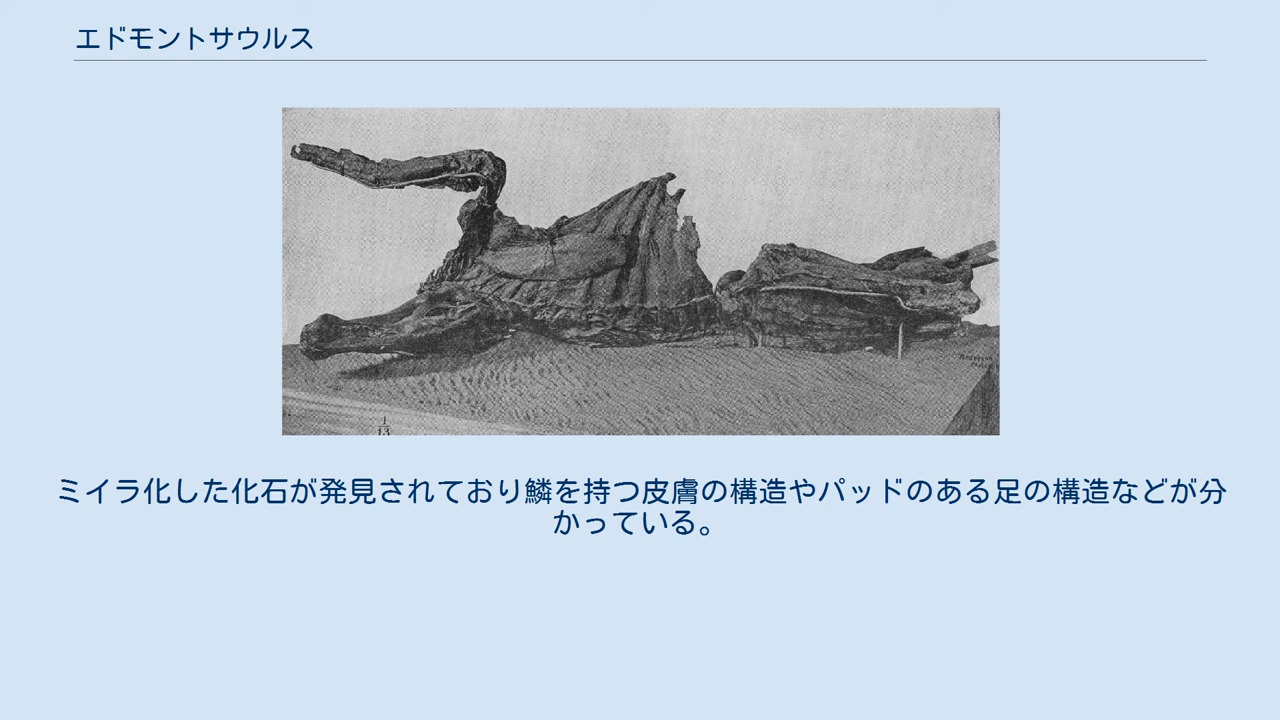 エドモントサウルス
1
13
ミイラ化した化石が発見されており鱗を持つ皮膚の構造やパッドのある足の構造などが分
かっている。